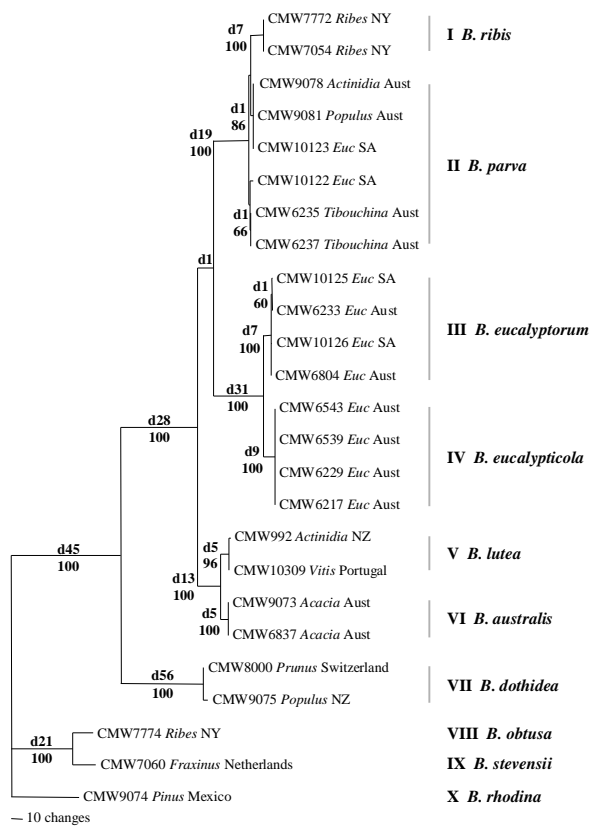 CMW7772 Ribes NY
d7
100
I B. ribis
CMW7054 Ribes NY
CMW9078 Actinidia Aust
d1
86
CMW9081 Populus Aust
d19
100
CMW10123 Euc SA
II B. parva
CMW10122 Euc SA
d1
66
CMW6235 Tibouchina Aust
CMW6237 Tibouchina Aust
d1
CMW10125 Euc SA
d1
60
CMW6233 Euc Aust
III B. eucalyptorum
d7
100
CMW10126 Euc SA
CMW6804 Euc Aust
d31
100
CMW6543 Euc Aust
d28
100
CMW6539 Euc Aust
IV B. eucalypticola
d9
100
CMW6229 Euc Aust
CMW6217 Euc Aust
CMW992 Actinidia NZ
d5
96
V B. lutea
d45
100
CMW10309 Vitis Portugal
d13
100
CMW9073 Acacia Aust
d5
100
VI B. australis
CMW6837 Acacia Aust
CMW8000 Prunus Switzerland
d56
100
VII B. dothidea
CMW9075 Populus NZ
CMW7774 Ribes NY
VIII B. obtusa
d21
100
CMW7060 Fraxinus Netherlands
IX B. stevensii
CMW9074 Pinus Mexico
X B. rhodina
10 changes